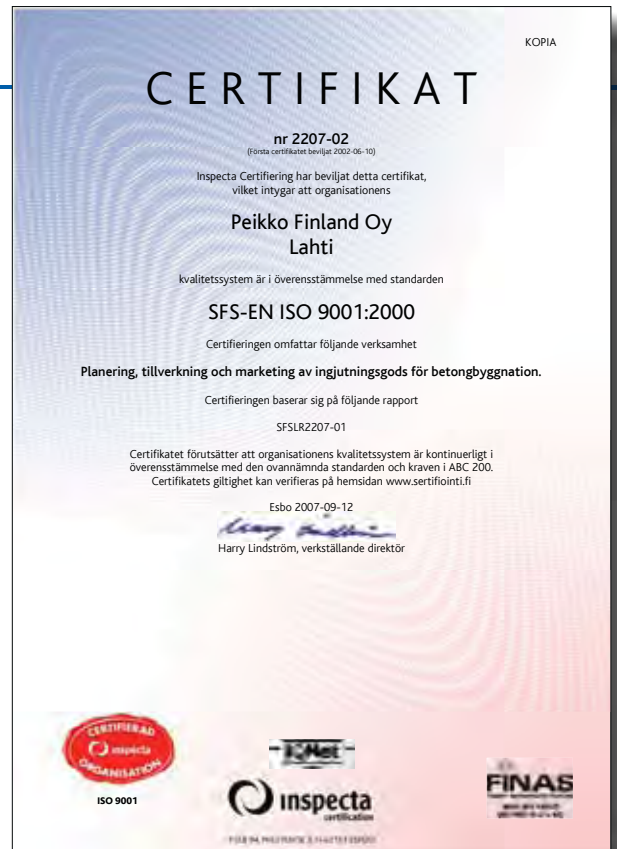 KOPIA
CERTIFIKAT
nr 2207-02
(Första certifikatet beviljat 2002-06-10)
Inspecta Certifiering har beviljat detta certifikat,
vilket intygar att organisationens
Peikko Finland Oy
Lahti
kvalitetssystem är i överensstämmelse med standarden
SFS-EN ISO 9001:2000
Certifieringen omfattar följande verksamhet
Planering, tillverkning och marketing av ingjutningsgods för betongbyggnation.
Certifieringen baserar sig på följande rapport
SFSLR2207-01
Certifikatet förutsätter att organisationens kvalitetssystem är kontinuerligt i
överensstämmelse med den ovannämnda standarden och kraven i ABC 200.
Certifikatets giltighet kan verifieras på hemsidan www.sertifiointi.fi
Esbo 2007-09-12
Harry Lindström, verkställande direktör
CERTIFIERAD
inspecta
ORGANISATION
ISO 9001
IQNet
inspecta
certification
FINAS